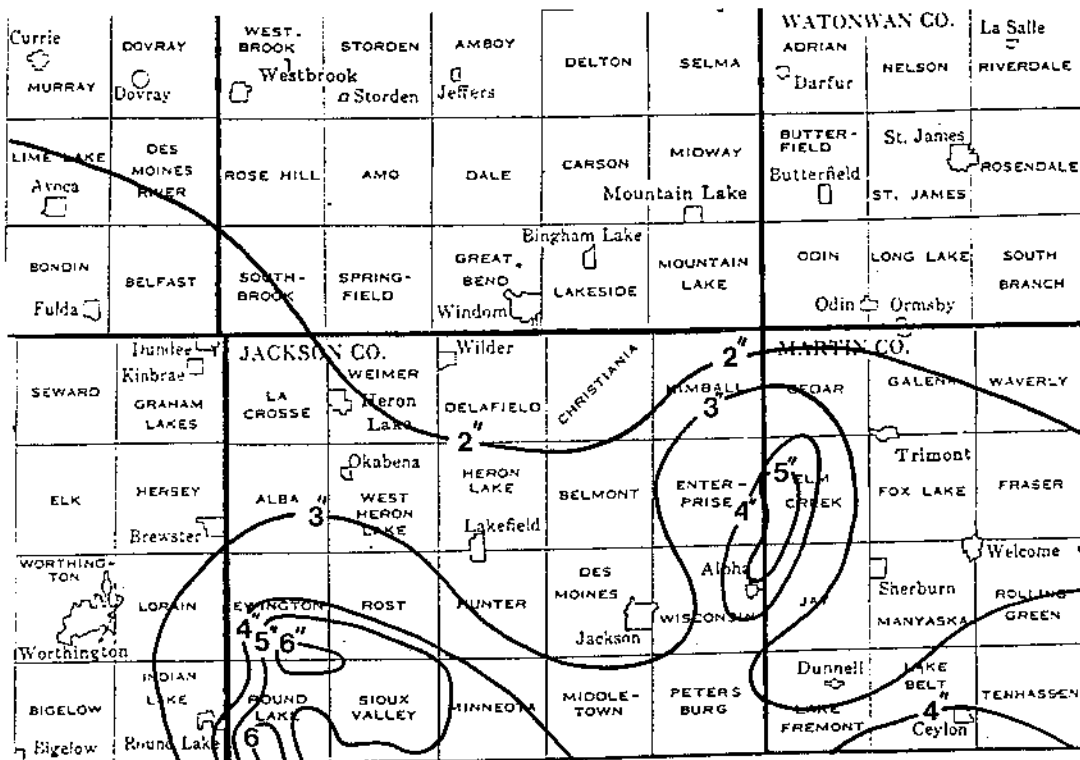 WATONWAN CO.
Currie
DOVRAY
WEST-
BROOK
STORDEN
AMBOY
DELTON
SELMA
ADRIAN
NELSON
La Salle
RIVERDALE
MURRAY
Dovray
Westbrook
Storden
Jeffers
Darfur
LIME LAKE
DES
MOINES
RIVER
ROSE HILL
AMO
DALE
CARSON
MIDWAY
BUTTER-
FIELD
St. James
ROSENDALE
Avoca
Mountain Lake
Butterfield
ST. JAMES
BONDIN
BELFAST
SOUTH-
BROOK
SPRING-
FIELD
GREAT
BEND
Bingham Lake
LAKESIDE
MOUNTAIN
LAKE
ODIN
LONG LAKE
SOUTH
BRANCH
Fulda
Windom
Odin
Ormsby
Dundee
JACKSON CO.
Wilder
2"
MARTIN CO.
Kinbrae
SEWARD
GRAHAM
LAKES
LA
CROSSE
WEIMER
Heron
Lake
DELAFIELD
CHRISTIANIA
KIMBALL
3"
CEDAR
GALENA
WAVERLY
2"
Trimont
ELK
HERSEY
ALBA
3"
Okabena
WEST
HERON
LAKE
HERON
LAKE
BELMONT
ENTER-
PRISE
4"
5"
ELM
CREEK
FOX LAKE
FRASER
Brewster
Lakefield
Welcome
WORTHING-
TON
LORAIN
EWINGTON
ROST
HUNTER
DES
MOINES
Alpha
WISCONSIN
JAY
Sherburn
MANYASKA
ROLLING
GREEN
Worthington
4"
5"
6"
Jackson
BIGELOW
INDIAN
LAKE
ROUND
LAKE
SIOUX
VALLEY
MINNEOTA
MIDDLE-
TOWN
PETERS
BURG
Dunnell
LAKE
FREMONT
LAKE
BELT
TENHASSEN
Bigelow
Round Lake
6
4"
Ceylon